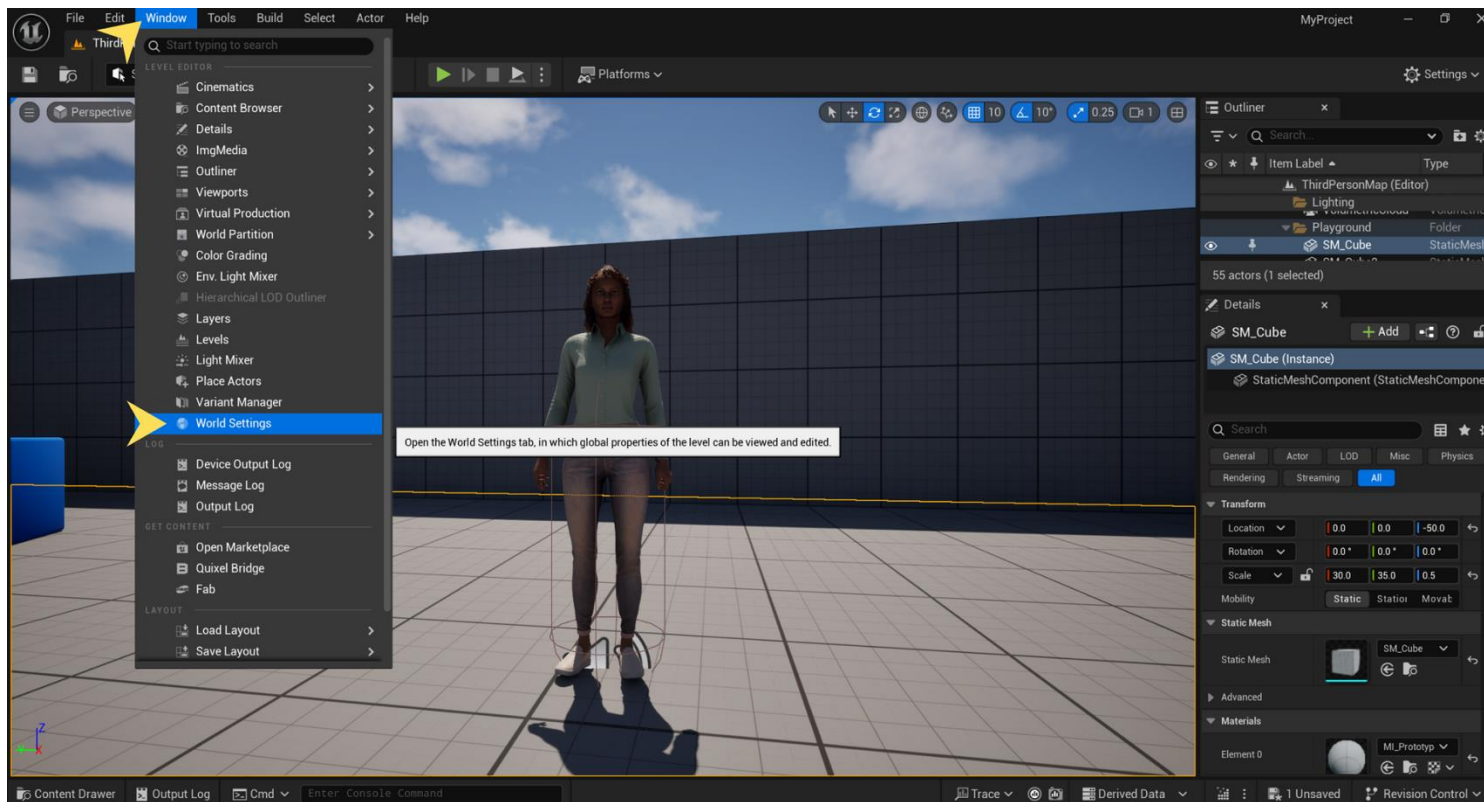 File Edit Window Tools Build Select Actor Help
MyProject
Start typing to search
Platforms
Settings
LEVEL EDITOR
Cinematics
Content Browser
Details
ImgMedia
Outliner
Viewports
Virtual Production
World Partition
Color Grading
Env. Light Mixer
Hierarchical LOD Outliner
Layers
Levels
Light Mixer
Place Actors
Variant Manager
World Settings
LOG
Device Output Log
Message Log
Output Log
GET CONTENT
Open Marketplace
Quixel Bridge
Fab
LAYOUT
Load Layout
Save Layout
Perspective
10 10° 0.25 1
Open the World Settings tab, in which global properties of the level can be viewed and edited.
Z
Outliner
Search...
Item Label Type
ThirdPersonMap (Editor)
Lighting
Playground Folder
SM_Cube StaticMesh
55 actors (1 selected)
Details
SM_Cube + Add
SM_Cube (Instance)
StaticMeshComponent (StaticMeshCompone
Search
General Actor LOD Misc Physics
Rendering Streaming All
Transform
Location 0.0 0.0 -50.0
Rotation 0.0° 0.0° 0.0°
Scale 30.0 35.0 0.5
Mobility Static Station Movab
Static Mesh
Static Mesh SM_Cube
Advanced
Materials
Element 0 MI_Prototyp
Content Drawer Output Log Cmd Enter Console Command Trace Derived Data 1 Unsaved Revision Control